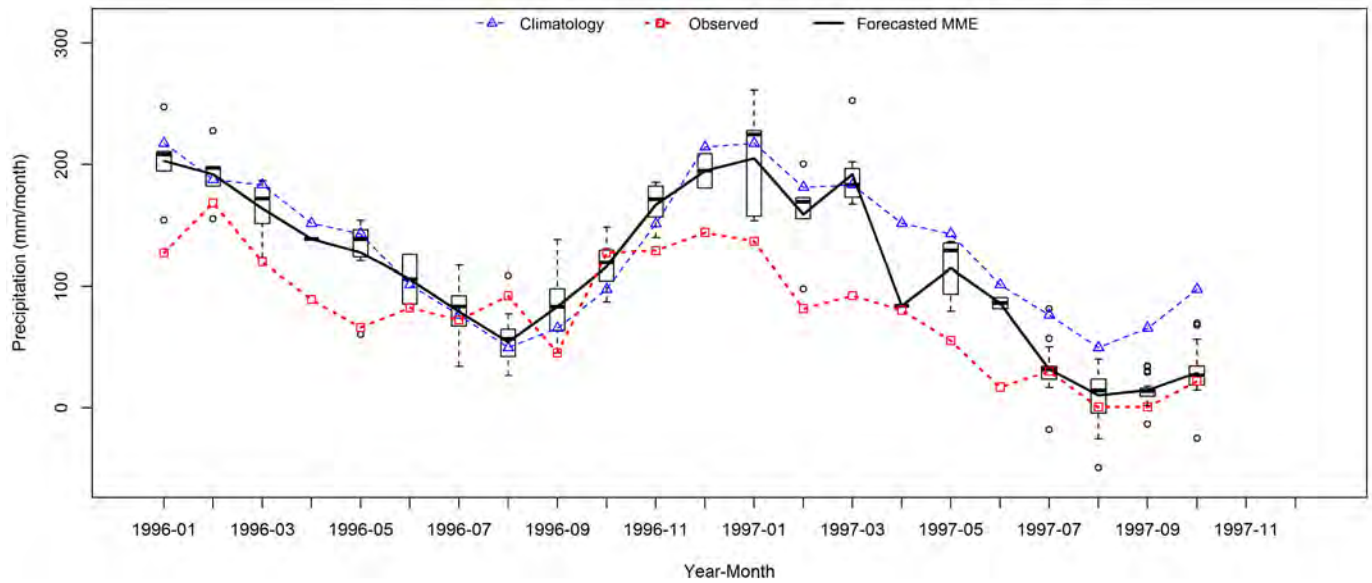 Climatology Observed Forecasted MME
Precipitation (mm/month)
300
200
100
0
1996-01 1996-03 1996-05 1996-07 1996-09 1996-11 1997-01 1997-03 1997-05 1997-07 1997-09 1997-11
Year-Month